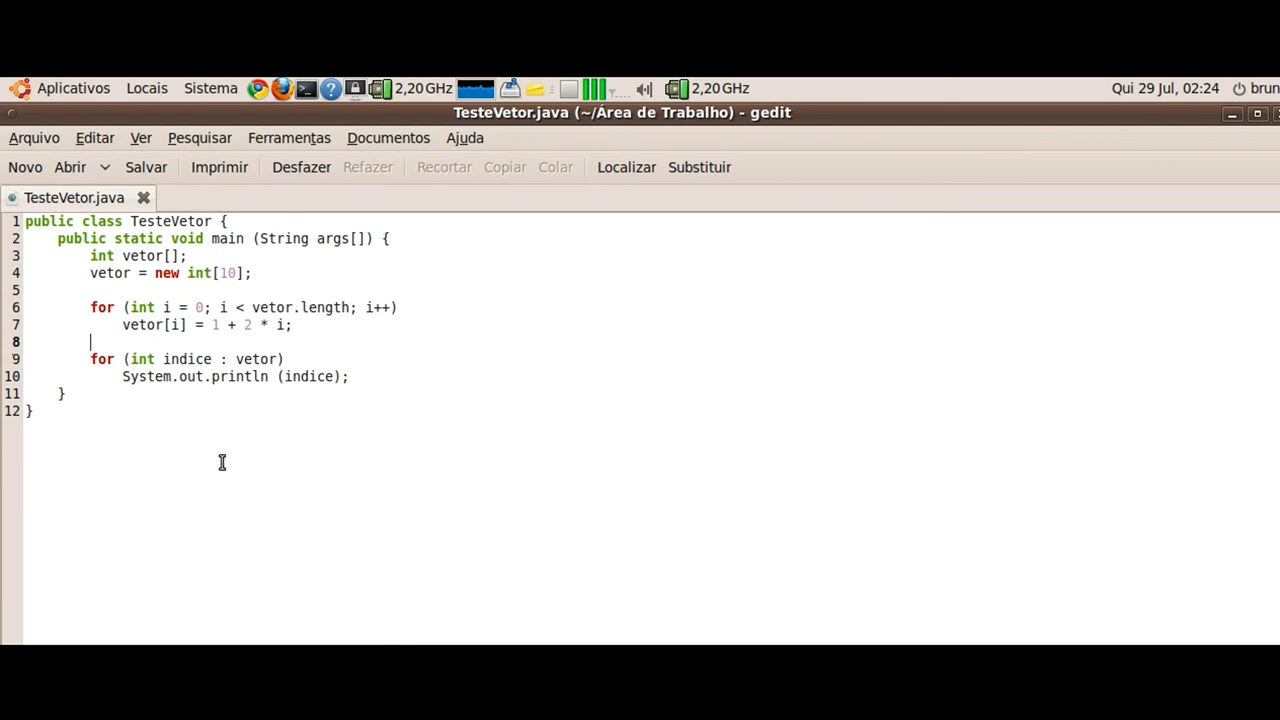 Aplicativos Locais Sistema 2,20 GHz 2,20 GHz Qui 29 Jul, 02:24 brun
TesteVetor.java (~/Área de Trabalho) - gedit
Arquivo Editar Ver Pesquisar Ferramentas Documentos Ajuda
Novo Abrir Salvar Imprimir Desfazer Refazer Recortar Copiar Colar Localizar Substituir
TesteVetor.java
1 public class TesteVetor {
2     public static void main (String args[]) {
3         int vetor[];
4         vetor = new int[10];
5
6         for (int i = 0; i < vetor.length; i++)
7             vetor[i] = 1 + 2 * i;
8
9         for (int indice : vetor)
10             System.out.println (indice);
11     }
12 }